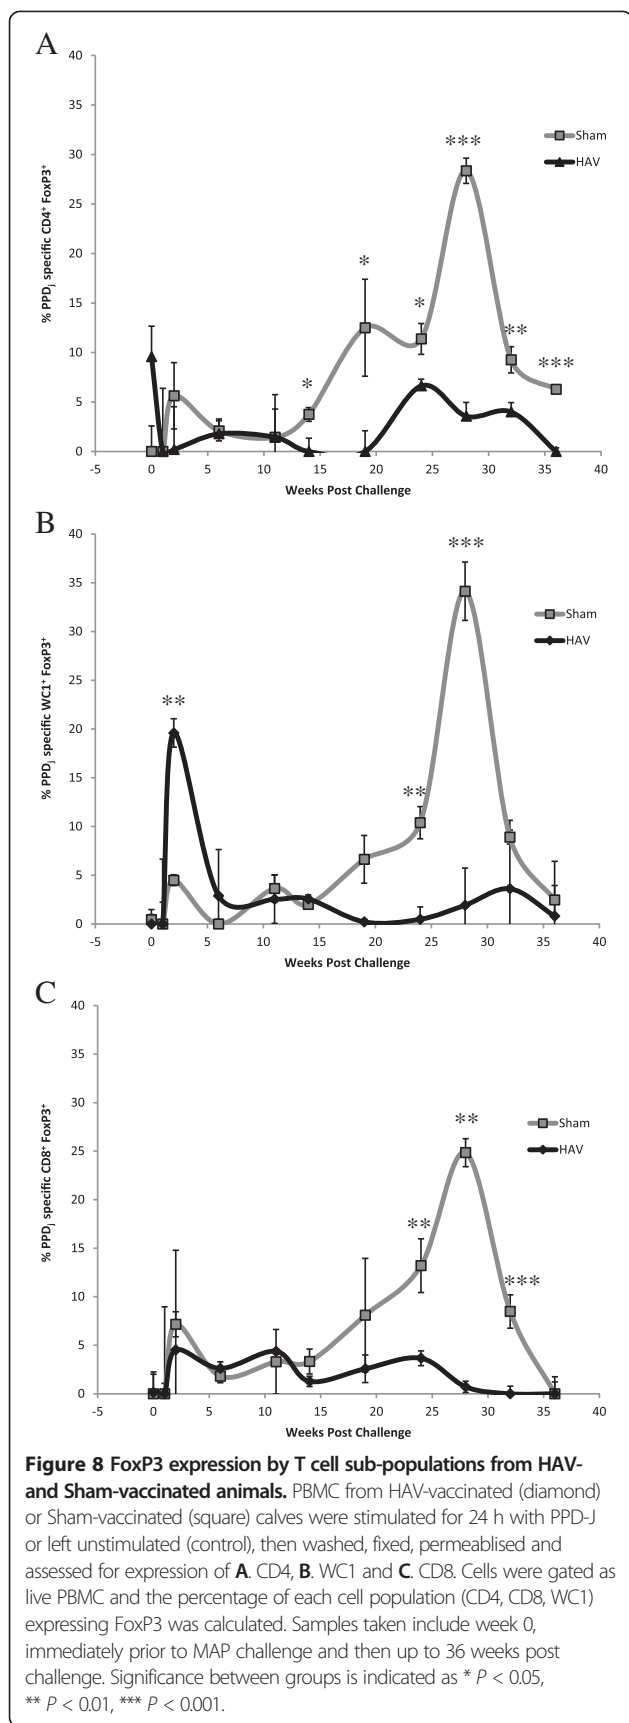 A
40
35
30
25
20
15
10
5
0
-5
0
5
10
15
20
25
30
35
40
% PPDj specific CD4+ FoxP3+
Weeks Post Challenge
Sham
HAV
*
*
*
***
**
***
B
40
35
30
25
20
15
10
5
0
-5
0
5
10
15
20
25
30
35
40
% PPDj specific WC1+ FoxP3+
Weeks Post Challenge
Sham
HAV
**
**
***
C
40
35
30
25
20
15
10
5
0
-5
0
5
10
15
20
25
30
35
40
% PPDj specific CD8+ FoxP3+
Weeks Post Challenge
Sham
HAV
**
**
***
Figure 8 FoxP3 expression by T cell sub-populations from HAV-
and Sham-vaccinated animals. PBMC from HAV-vaccinated (diamond)
or Sham-vaccinated (square) calves were stimulated for 24 h with PPD-J
or left unstimulated (control), then washed, fixed, permeablised and
assessed for expression of A. CD4, B. WC1 and C. CD8. Cells were gated as
live PBMC and the percentage of each cell population (CD4, CD8, WC1)
expressing FoxP3 was calculated. Samples taken include week 0,
immediately prior to MAP challenge and then up to 36 weeks post
challenge. Significance between groups is indicated as * P < 0.05,
** P < 0.01, *** P < 0.001.